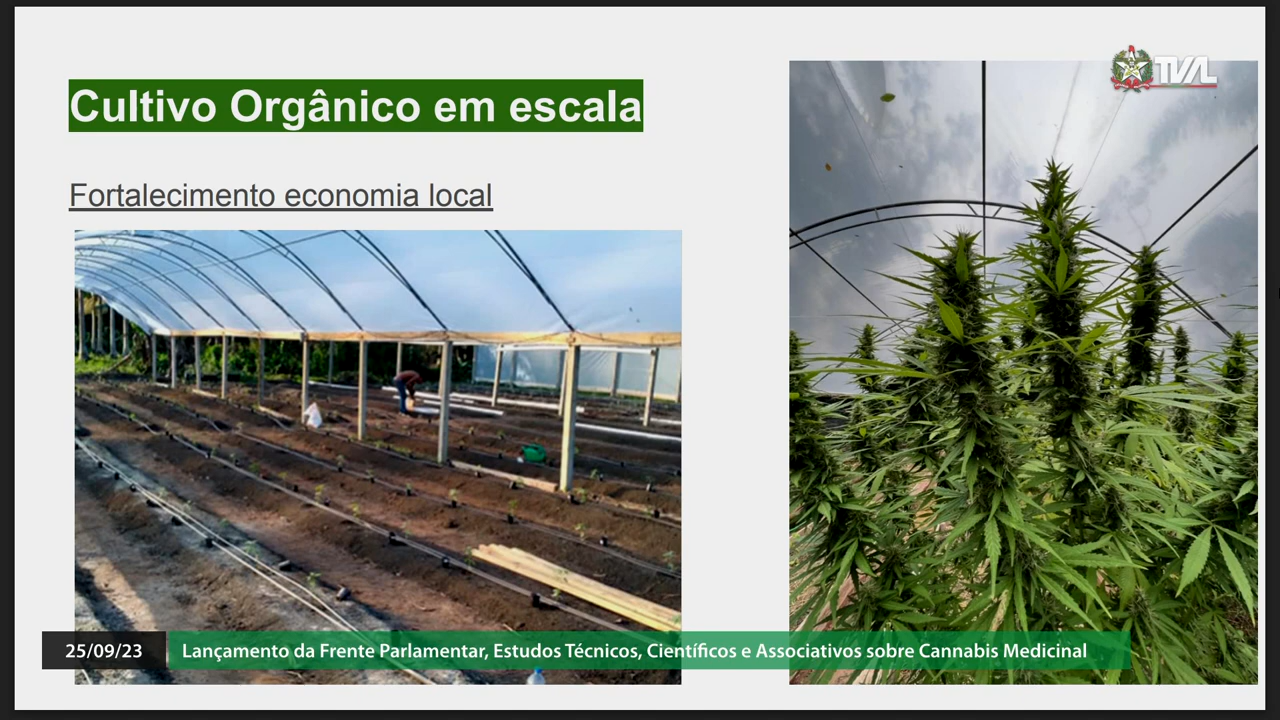 TVAL
Cultivo Orgânico em escala
Fortalecimento economia local
25/09/23
Lançamento da Frente Parlamentar, Estudos Técnicos, Científicos e Associativos sobre Cannabis Medicinal